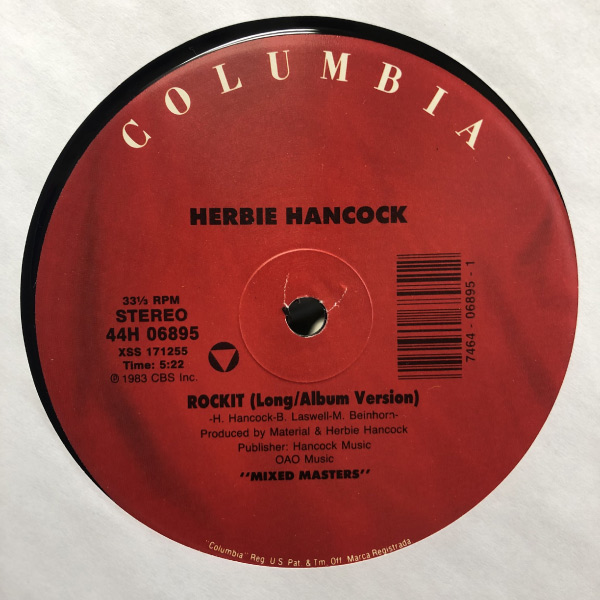 COLUMBIA
HERBIE HANCOCK
33⅓ RPM
STEREO
44H 06895
XSS 171255
Time: 5:22
℗ 1983 CBS Inc.
7464 - 06895 - 1
ROCKIT (Long/Album Version)
-H. Hancock-B. Laswell-M. Beinhorn-
Produced by Material & Herbie Hancock
Publisher: Hancock Music
OAO Music
"MIXED MASTERS"
"Columbia" Reg. U.S. Pat. & Tm. Off. Marca Registrada